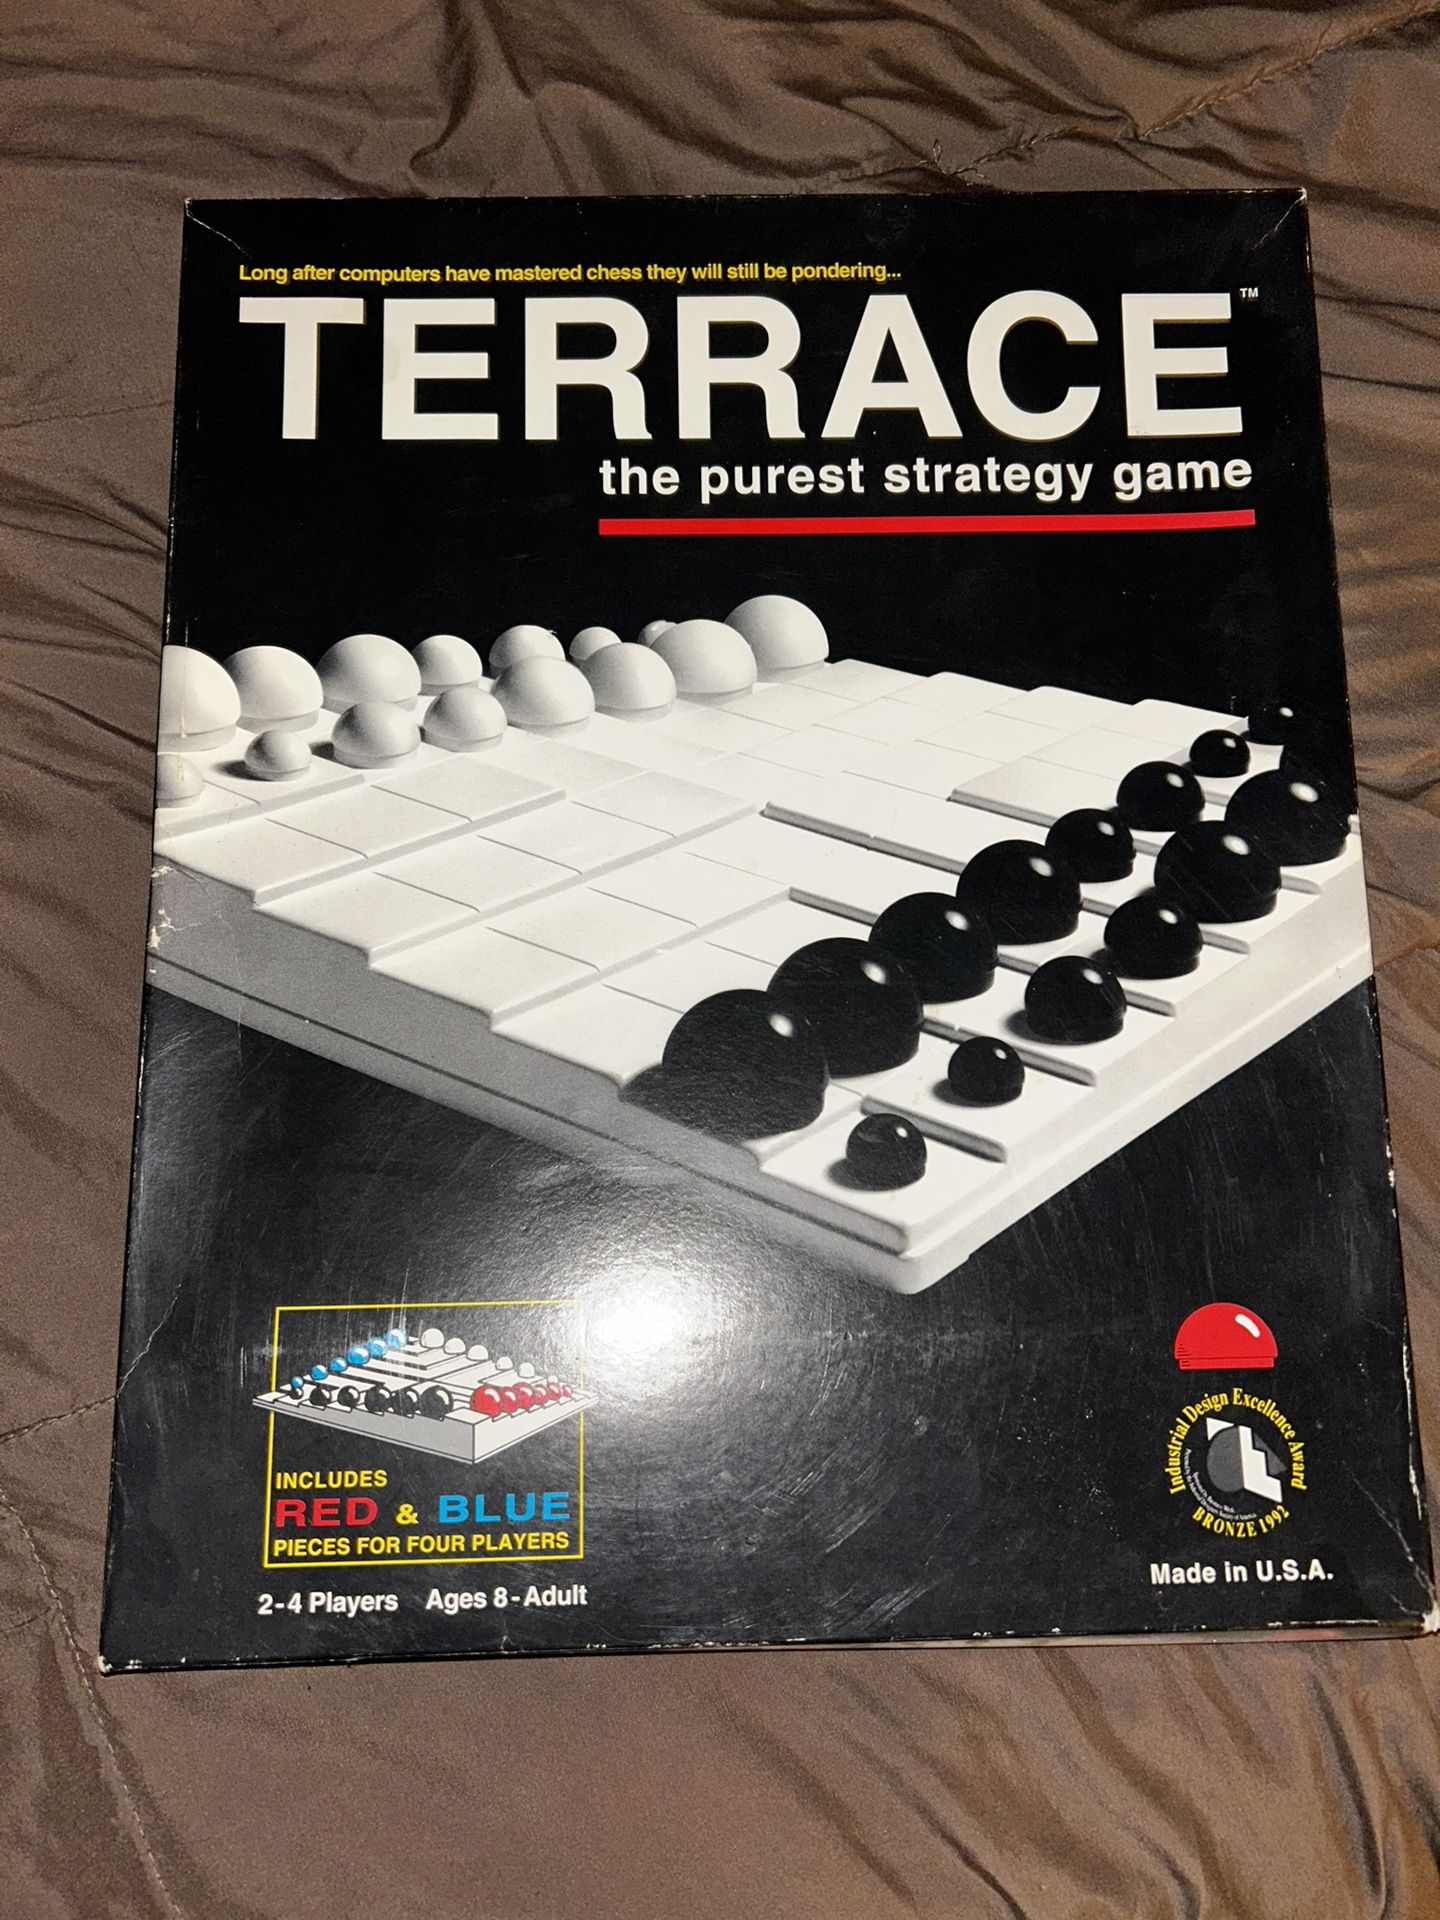 Long after computers have mastered chess they will still be pondering...
TERRACE™
the purest strategy game
INCLUDES
RED & BLUE
PIECES FOR FOUR PLAYERS
2-4 Players Ages 8-Adult
Industrial Design Excellence Award
BRONZE 1992
Made in U.S.A.